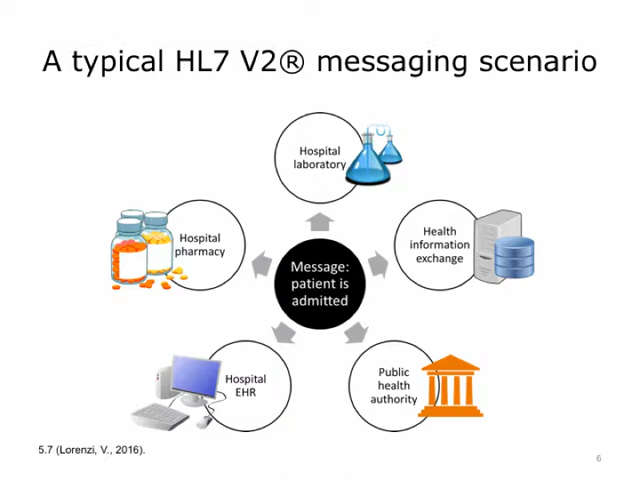 A typical HL7 V2® messaging scenario
Hospital
laboratory
Hospital
pharmacy
Health
information
exchange
Message:
patient is
admitted
Hospital
EHR
Public
health
authority
5.7 (Lorenzi, V., 2016).
6